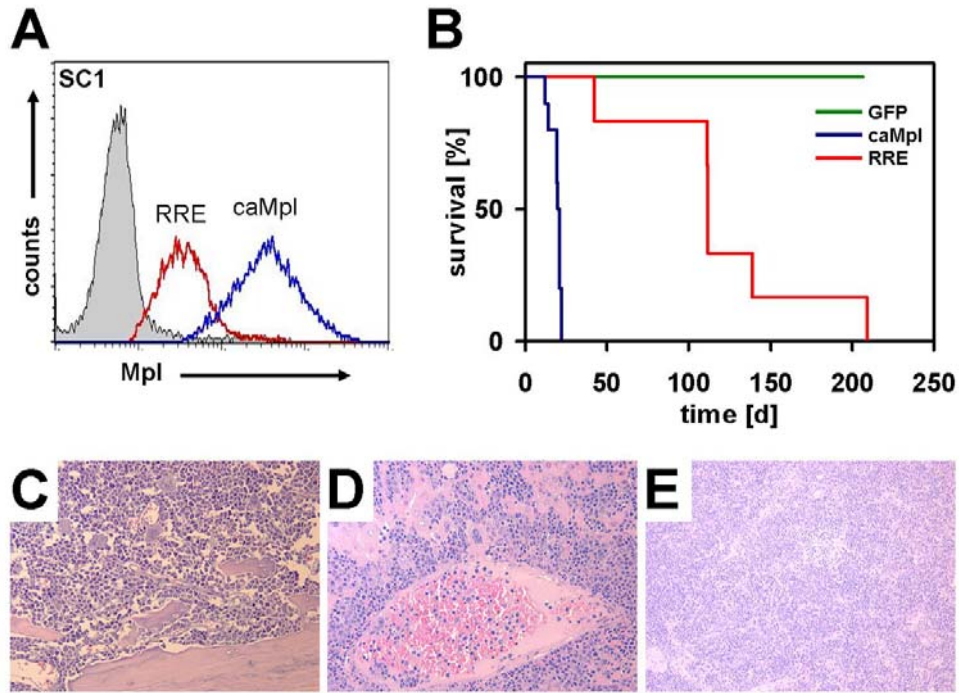 A
SC1
RRE
caMpl
counts
Mpl
B
100
50
0
survival [%]
GFP
caMpl
RRE
0 50 100 150 200 250
time [d]
C
D
E